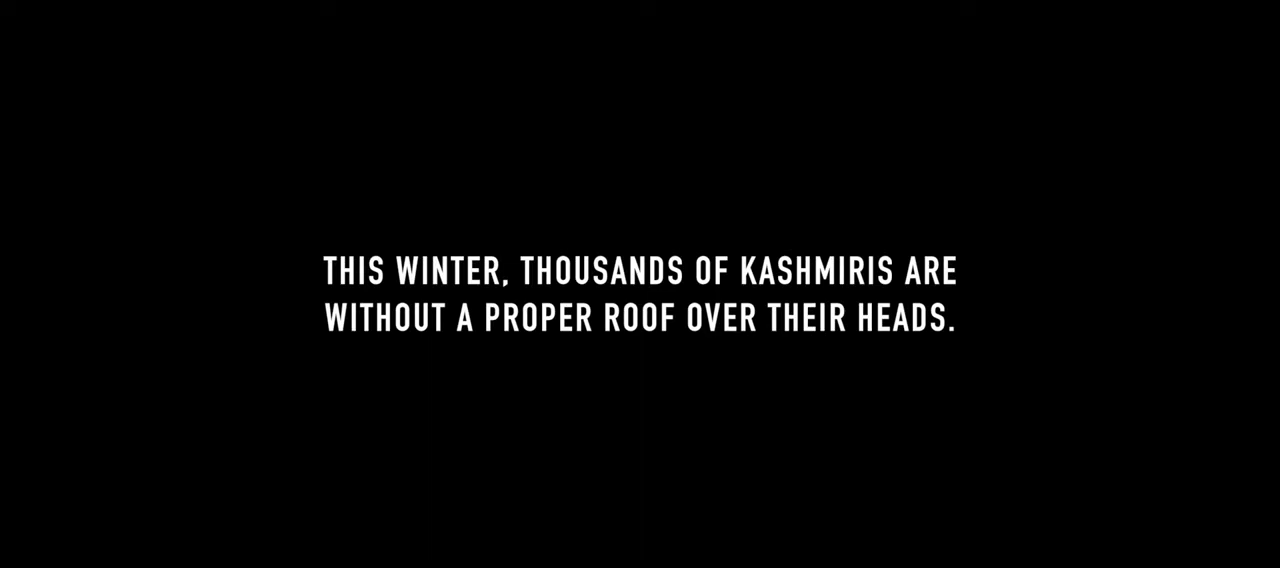 THIS WINTER, THOUSANDS OF KASHMIRIS ARE
WITHOUT A PROPER ROOF OVER THEIR HEADS.